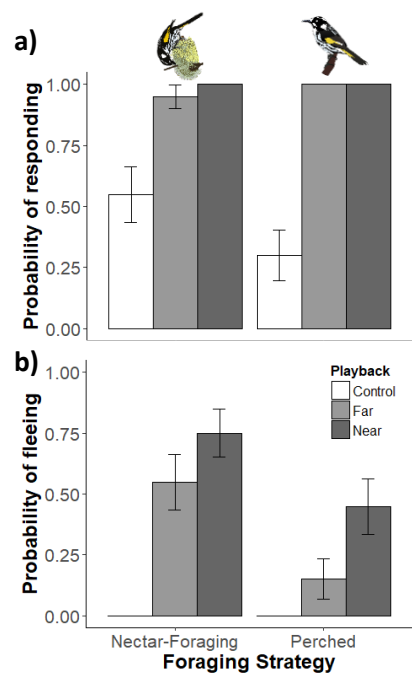 a)
Probability of responding
1.00
0.75
0.50
0.25
0.00
b)
Probability of fleeing
1.00
0.75
0.50
0.25
0.00
Playback
Control
Far
Near
Nectar-Foraging Perched
Foraging Strategy